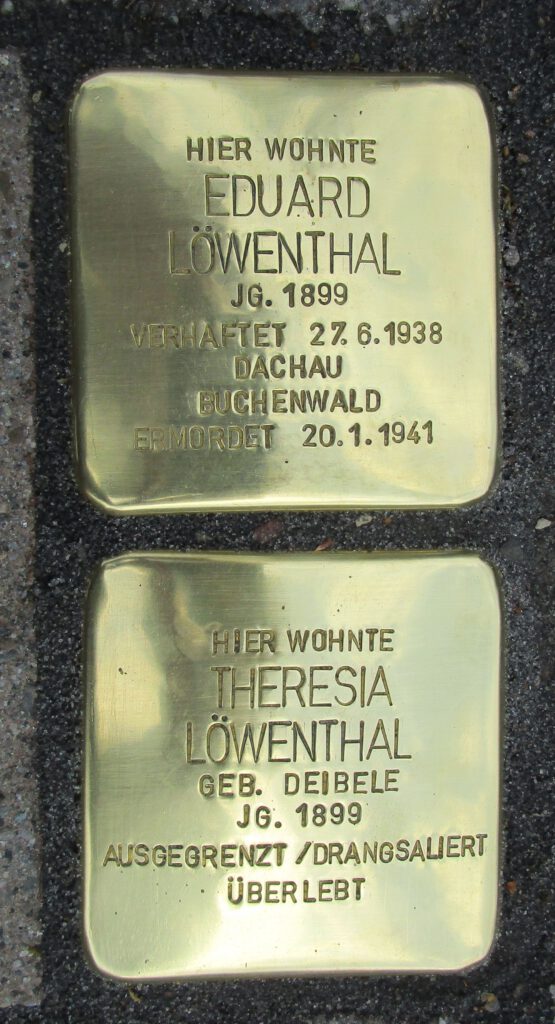 HIER WOHNTE
EDUARD
LÖWENTHAL
JG. 1899
VERHAFTET 27.6.1938
DACHAU
BUCHENWALD
ERMORDET 20.1.1941
HIER WOHNTE
THERESIA
LÖWENTHAL
GEB. DEIBELE
JG. 1899
AUSGEGRENZT/DRANGSALIERT
ÜBERLEBT